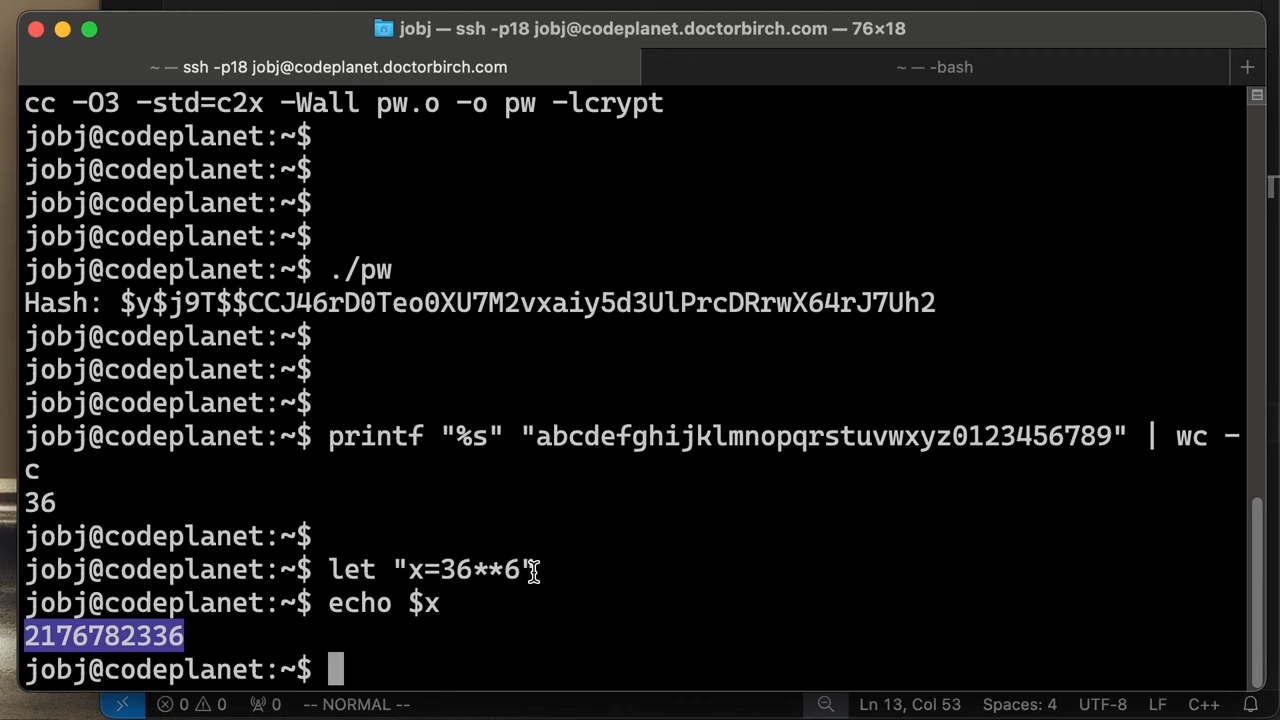 jobj — ssh -p18 jobj@codeplanet.doctorbirch.com — 76×18
~ — ssh -p18 jobj@codeplanet.doctorbirch.com
~ — -bash
+
cc -O3 -std=c2x -Wall pw.o -o pw -lcrypt
jobj@codeplanet:~$
jobj@codeplanet:~$
jobj@codeplanet:~$
jobj@codeplanet:~$
jobj@codeplanet:~$ ./pw
Hash: $y$j9T$$CCJ46rD0Teo0XU7M2vxaiy5d3UlPrcDRrwX64rJ7Uh2
jobj@codeplanet:~$
jobj@codeplanet:~$
jobj@codeplanet:~$
jobj@codeplanet:~$ printf "%s" "abcdefghijklmnopqrstuvwxyz0123456789" | wc -
c
36
jobj@codeplanet:~$
jobj@codeplanet:~$ let "x=36**6"
jobj@codeplanet:~$ echo $x
2176782336
jobj@codeplanet:~$
0 0 0 -- NORMAL -- Ln 13, Col 53 Spaces: 4 UTF-8 LF C++